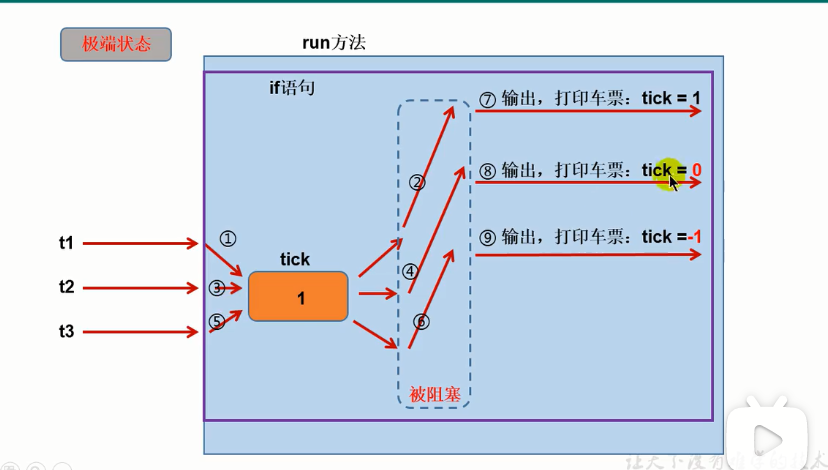 极端状态
run方法
if语句
⑦ 输出，打印车票：tick = 1
② 
⑧ 输出，打印车票：tick = 0
① 
⑨ 输出，打印车票：tick =-1
t1
tick
④
t2
③
1
t3
⑤
⑥
被阻塞